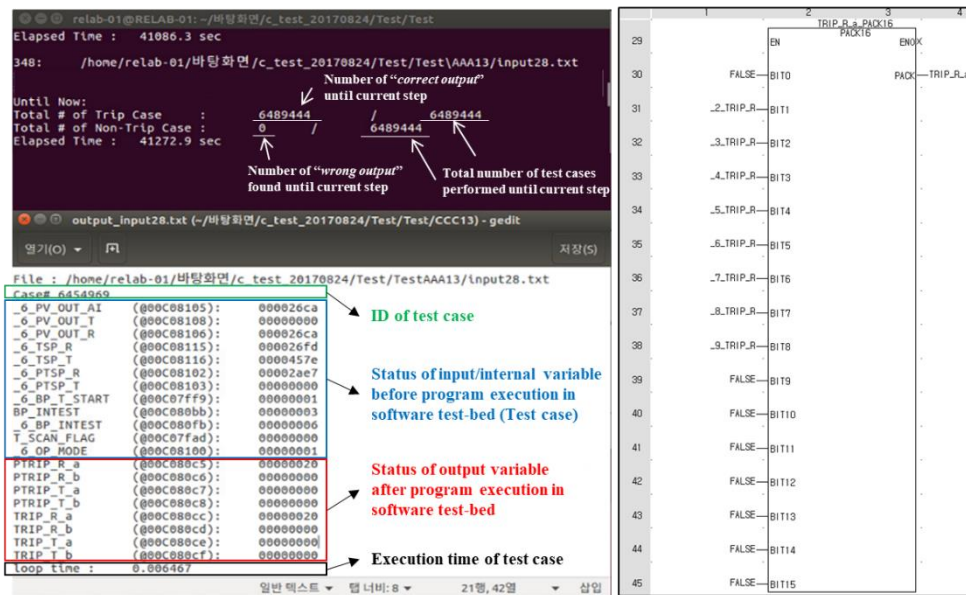 relab-01@RELAB-01: ~/바탕화면/c_test_20170824/Test/Test
Elapsed Time : 41086.3 sec
348: /home/relab-01/바탕화면/c_test_20170824/Test/Test\AAA13/input28.txt
Number of “correct output”
until current step
Until Now:
Total # of Trip Case : 6489444 / 6489444
Total # of Non-Trip Case : 0 / 6489444
Elapsed Time : 41272.9 sec
Number of “wrong output”
found until current step
Total number of test cases
performed until current step
output_input28.txt (~/바탕화면/c_test_20170824/Test/Test/CCC13) - gedit
열기(O)
저장(S)
File : /home/relab-01/바탕화면/c_test_20170824/Test/TestAAA13/input28.txt
Case# 6454969
_6_PV_OUT_AI (@00C08105): 000026ca
_6_PV_OUT_T (@00C08108): 00000000
_6_PV_OUT_R (@00C08106): 000026ca
_6_TSP_R (@00C08115): 000026fd
_6_TSP_T (@00C08116): 0000457e
_6_PTSP_R (@00C08102): 00002ae7
_6_PTSP_T (@00C08103): 00000000
_6_BP_T_START (@00C07ff9): 00000001
BP_INTEST (@00C080bb): 00000003
_6_BP_INTEST (@00C080fb): 00000006
T_SCAN_FLAG (@00C07fad): 00000000
_6_OP_MODE (@00C08100): 00000001
PTRIP_R_a (@00C080c5): 00000020
PTRIP_R_b (@00C080c6): 00000000
PTRIP_T_a (@00C080c7): 00000000
PTRIP_T_b (@00C080c8): 00000000
TRIP_R_a (@00C080cc): 00000020
TRIP_R_b (@00C080cd): 00000000
TRIP_T_a (@00C080ce): 00000000
TRIP_T_b (@00C080cf): 00000000
loop time : 0.006467
ID of test case
Status of input/internal variable
before program execution in
software test-bed (Test case)
Status of output variable
after program execution in
software test-bed
Execution time of test case
일반 텍스트 탭 너비: 8 21행, 42열 삽입
1 2 3 4
TRIP_R_a_PACK16
PACK16
29 EN ENOX
30 FALSE BIT0 PACK TRIP_R_a
31 _2_TRIP_R BIT1
32 _3_TRIP_R BIT2
33 _4_TRIP_R BIT3
34 _5_TRIP_R BIT4
35 _6_TRIP_R BIT5
36 _7_TRIP_R BIT6
37 _8_TRIP_R BIT7
38 _9_TRIP_R BIT8
39 FALSE BIT9
40 FALSE BIT10
41 FALSE BIT11
42 FALSE BIT12
43 FALSE BIT13
44 FALSE BIT14
45 FALSE BIT15